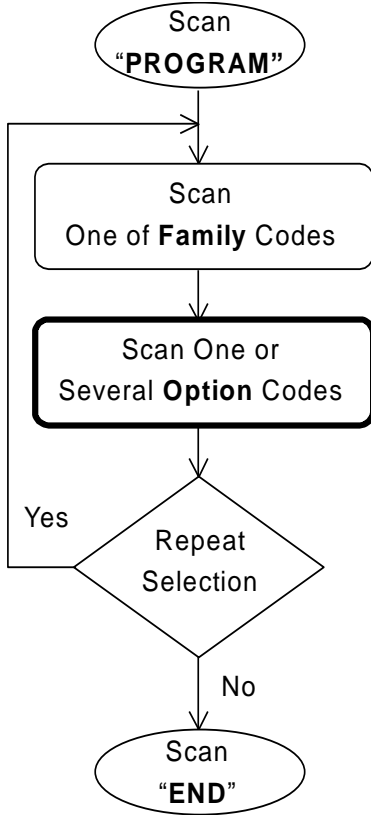 Scan
“PROGRAM”
Scan
One of Family Codes
Scan One or
Several Option Codes
Yes
Repeat
Selection
No
Scan
“END”